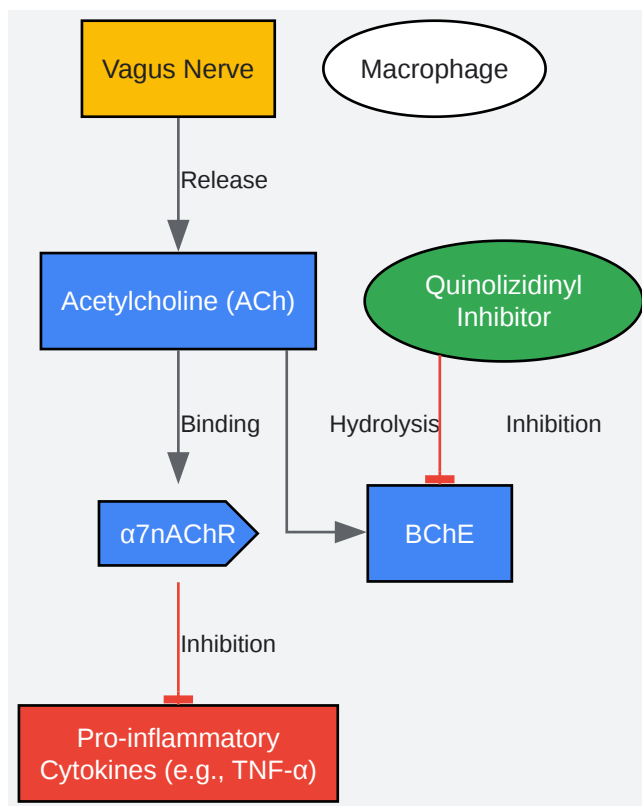 Vagus Nerve
Macrophage
Release
Acetylcholine (ACh)
Quinolizidinyl
Inhibitor
Binding
Hydrolysis
Inhibition
α7nAChR
BChE
Inhibition
Pro-inflammatory
Cytokines (e.g., TNF-α)